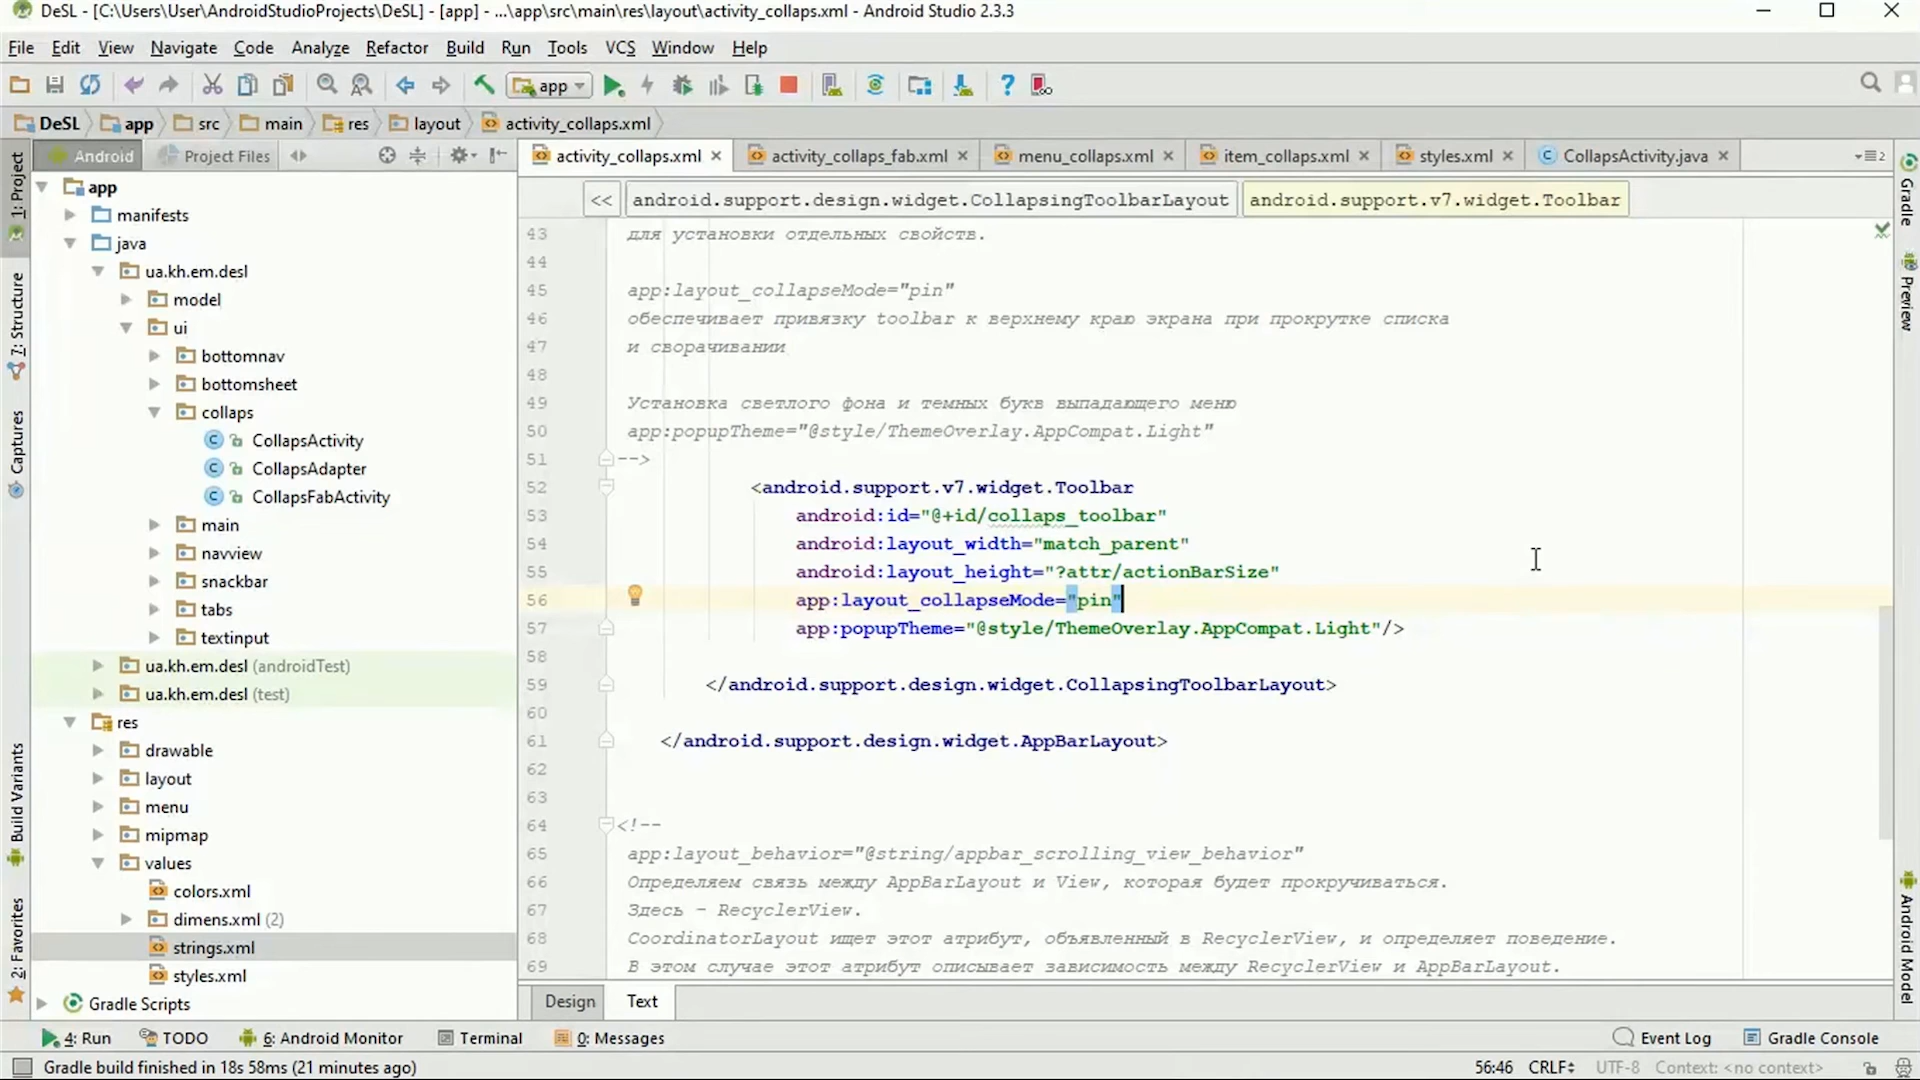 DeSL - [C:\Users\User\AndroidStudioProjects\DeSL] - [app] - ...\app\src\main\res\layout\activity_collaps.xml - Android Studio 2.3.3
File Edit View Navigate Code Analyze Refactor Build Run Tools VCS Window Help
app
DeSL app src main res layout activity_collaps.xml
Android Project Files
activity_collaps.xml activity_collaps_fab.xml menu_collaps.xml item_collaps.xml styles.xml CollapsActivity.java 2
<< android.support.design.widget.CollapsingToolbarLayout android.support.v7.widget.Toolbar
1: Project
7: Structure
Captures
Build Variants
2: Favorites
app
manifests
java
ua.kh.em.desl
model
ui
bottomnav
bottomsheet
collaps
CollapsActivity
CollapsAdapter
CollapsFabActivity
main
navview
snackbar
tabs
textinput
ua.kh.em.desl (androidTest)
ua.kh.em.desl (test)
res
drawable
layout
menu
mipmap
values
colors.xml
dimens.xml (2)
strings.xml
styles.xml
Gradle Scripts
43 для установки отдельных свойств.
44
45 app:layout_collapseMode="pin"
46 обеспечивает привязку toolbar к верхнему краю экрана при прокрутке списка
47 и сворачивании
48
49 Установка светлого фона и темных букв выпадающего меню
50 app:popupTheme="@style/ThemeOverlay.AppCompat.Light"
51 -->
52 <android.support.v7.widget.Toolbar
53 android:id="@+id/collaps_toolbar"
54 android:layout_width="match_parent"
55 android:layout_height="?attr/actionBarSize"
56 app:layout_collapseMode="pin"
57 app:popupTheme="@style/ThemeOverlay.AppCompat.Light"/>
58
59 </android.support.design.widget.CollapsingToolbarLayout>
60
61 </android.support.design.widget.AppBarLayout>
62
63
64 <!--
65 app:layout_behavior="@string/appbar_scrolling_view_behavior"
66 Определяем связь между AppBarLayout и View, которая будет прокручиваться.
67 Здесь - RecyclerView.
68 CoordinatorLayout ищет этот атрибут, объявленный в RecyclerView, и определяет поведение.
69 В этом случае этот атрибут описывает зависимость между RecyclerView и AppBarLayout.
Gradle
Preview
Android Model
Design Text
4: Run TODO 6: Android Monitor Terminal 0: Messages Event Log Gradle Console
Gradle build finished in 18s 58ms (21 minutes ago) 56:46 CRLF UTF-8 Context: <no context>